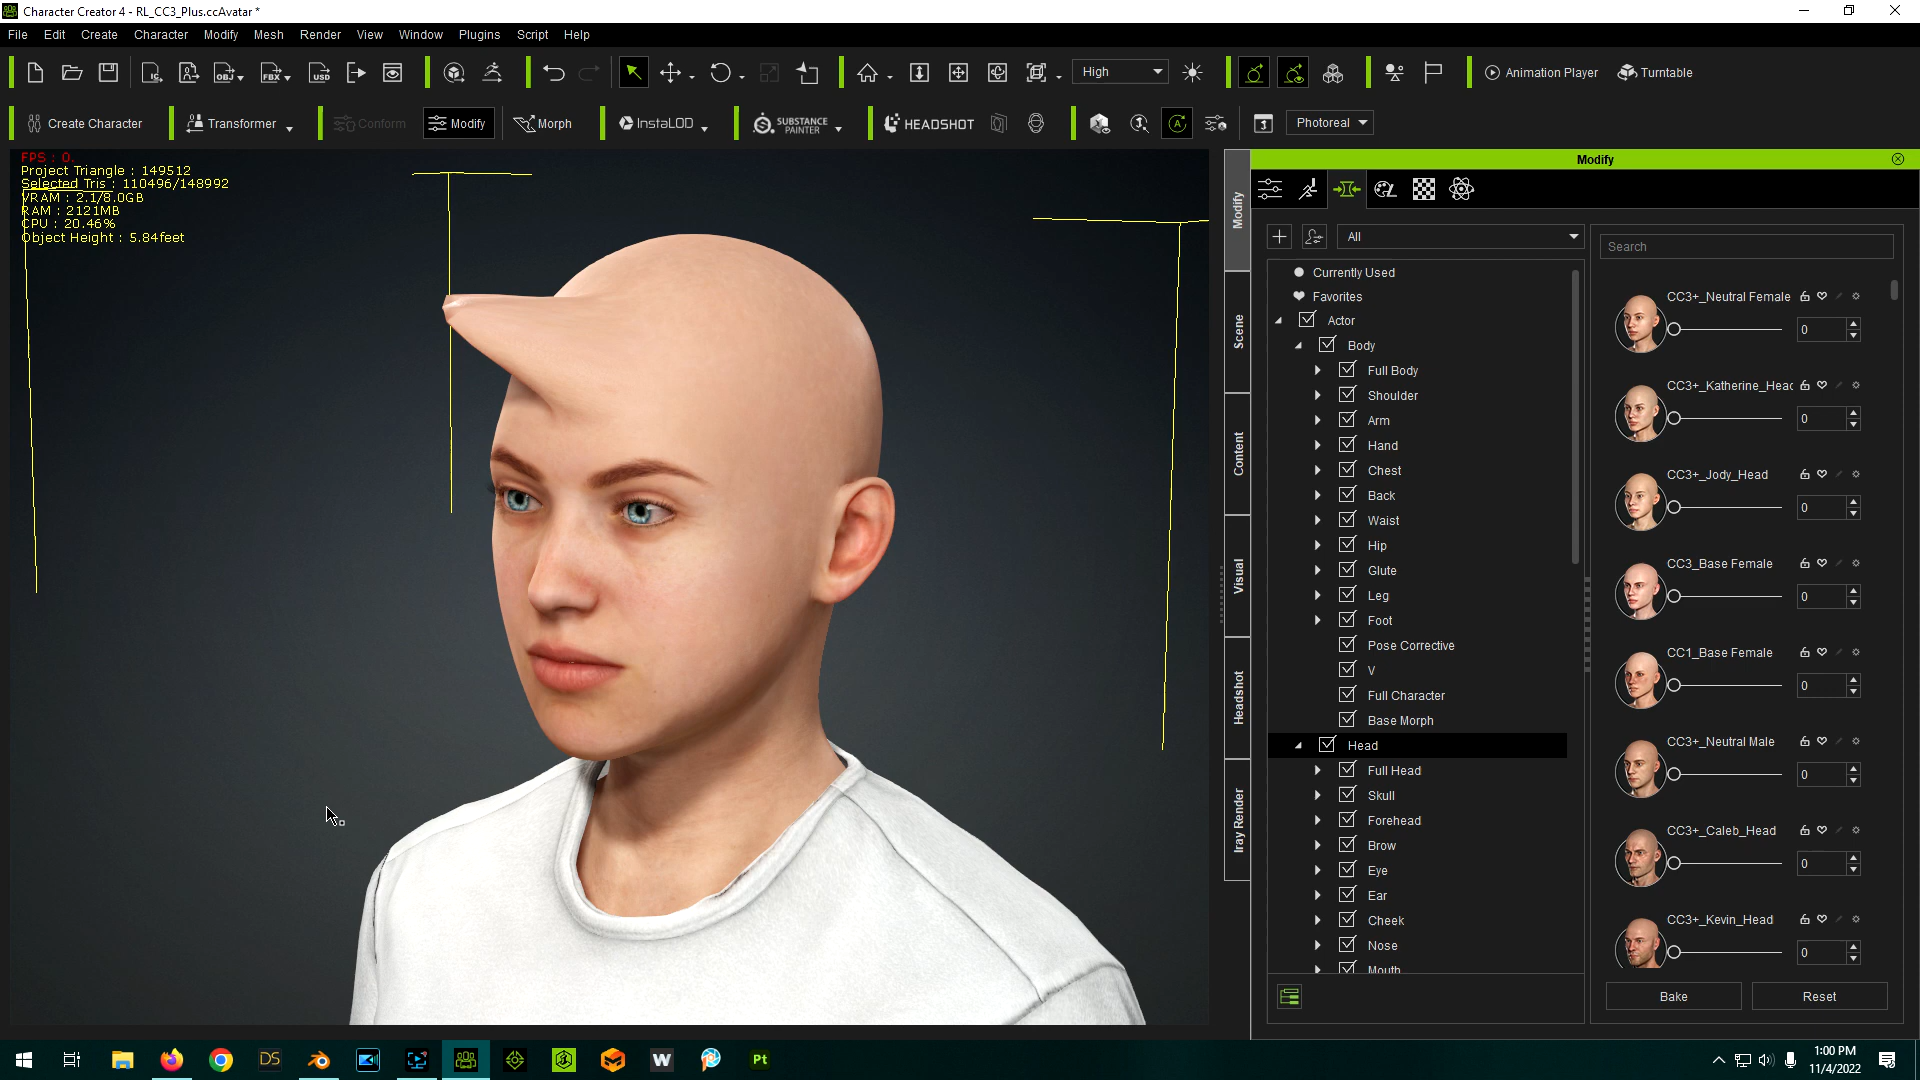 Character Creator 4 - RL_CC3_Plus.ccAvatar *
File Edit Create Character Modify Mesh Render View Window Plugins Script Help
High
Animation Player
Turntable
Create Character
Transformer
Conform
Modify
Morph
InstaLOD
SUBSTANCE PAINTER
HEADSHOT
Photoreal
FPS : 0.
Project Triangle : 149512
Selected Tris : 110496/148992
VRAM : 2.1/8.0GB
RAM : 2121MB
CPU : 20.46%
Object Height : 5.84feet
Modify
Scene
Content
Visual
Headshot
Iray Render
Modify
All
Currently Used
Favorites
Actor
Body
Full Body
Shoulder
Arm
Hand
Chest
Back
Waist
Hip
Glute
Leg
Foot
Pose Corrective
V
Full Character
Base Morph
Head
Full Head
Skull
Forehead
Brow
Eye
Ear
Cheek
Nose
Mouth
Search
CC3+_Neutral Female
0
CC3+_Katherine_Head
0
CC3+_Jody_Head
0
CC3_Base Female
0
CC1_Base Female
0
CC3+_Neutral Male
0
CC3+_Caleb_Head
0
CC3+_Kevin_Head
0
Bake
Reset
DS
W
Pt
1:00 PM
11/4/2022